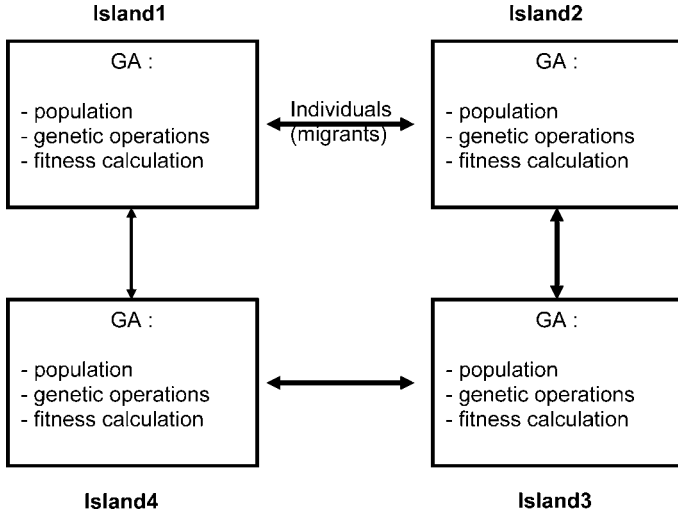 Island1
Island2
GA :
- population
- genetic operations
- fitness calculation
Individuals
(migrants)
GA :
- population
- genetic operations
- fitness calculation
GA :
- population
- genetic operations
- fitness calculation
GA :
- population
- genetic operations
- fitness calculation
Island4
Island3